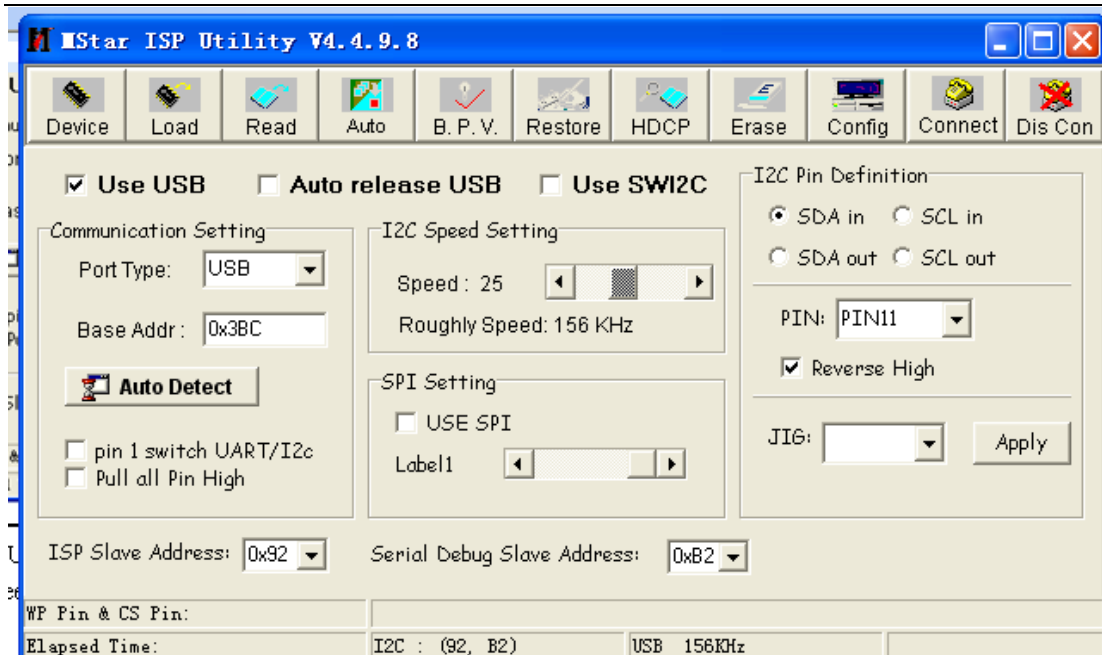 MStar ISP Utility V4.4.9.8
Device Load Read Auto B.P.V. Restore HDCP Erase Config Connect Dis Con
Use USB Auto release USB Use SWI2C
I2C Pin Definition
SDA in SCL in
SDA out SCL out
PIN: PIN11
Reverse High
JIG: Apply
Communication Setting
Port Type: USB
Base Addr: 0x3BC
Auto Detect
pin 1 switch UART/I2c
Pull all Pin High
I2C Speed Setting
Speed: 25
Roughly Speed: 156 KHz
SPI Setting
USE SPI
Label1
ISP Slave Address: 0x92 Serial Debug Slave Address: 0xB2
WP Pin & CS Pin:
Elapsed Time: I2C : (92, B2) USB 156KHz